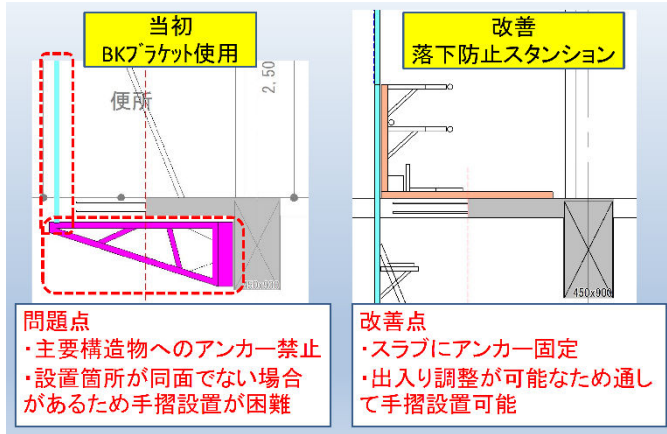 当初
BKブラケット使用
改善
落下防止スタンション
便所
2,50
450x900
450x900
問題点
・主要構造物へのアンカー禁止
・設置箇所が同面でない場合
があるため手摺設置が困難
改善点
・スラブにアンカー固定
・出入り調整が可能なため通し
て手摺設置可能